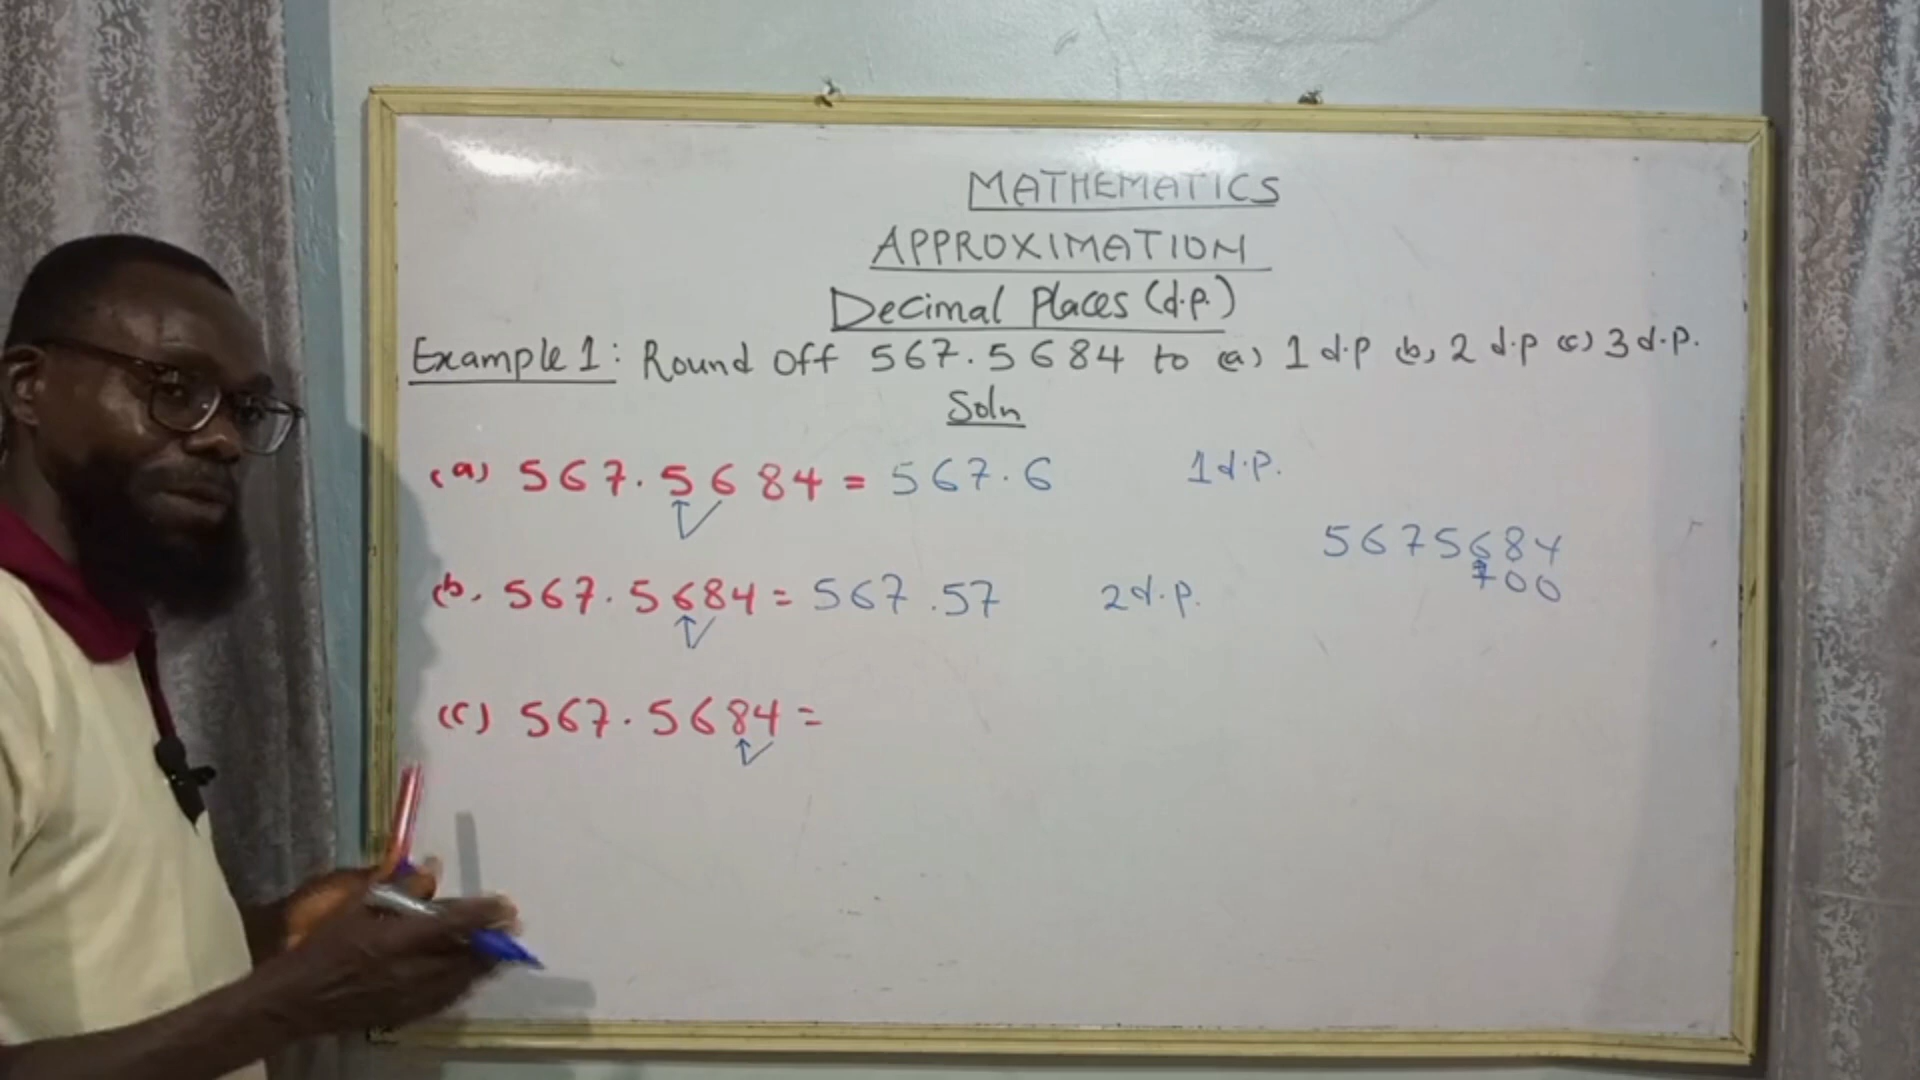 MATHEMATICS
APPROXIMATION
Decimal Places (d.p.)
Example 1: Round off 567.5684 to (a) 1 d.p (b) 2 d.p (c) 3 d.p.
Soln
(a) 567.5684 = 567.6 1 d.p.
5675684
700
(b. 567.5684 = 567.57 2 d.p.
(c) 567.5684 =